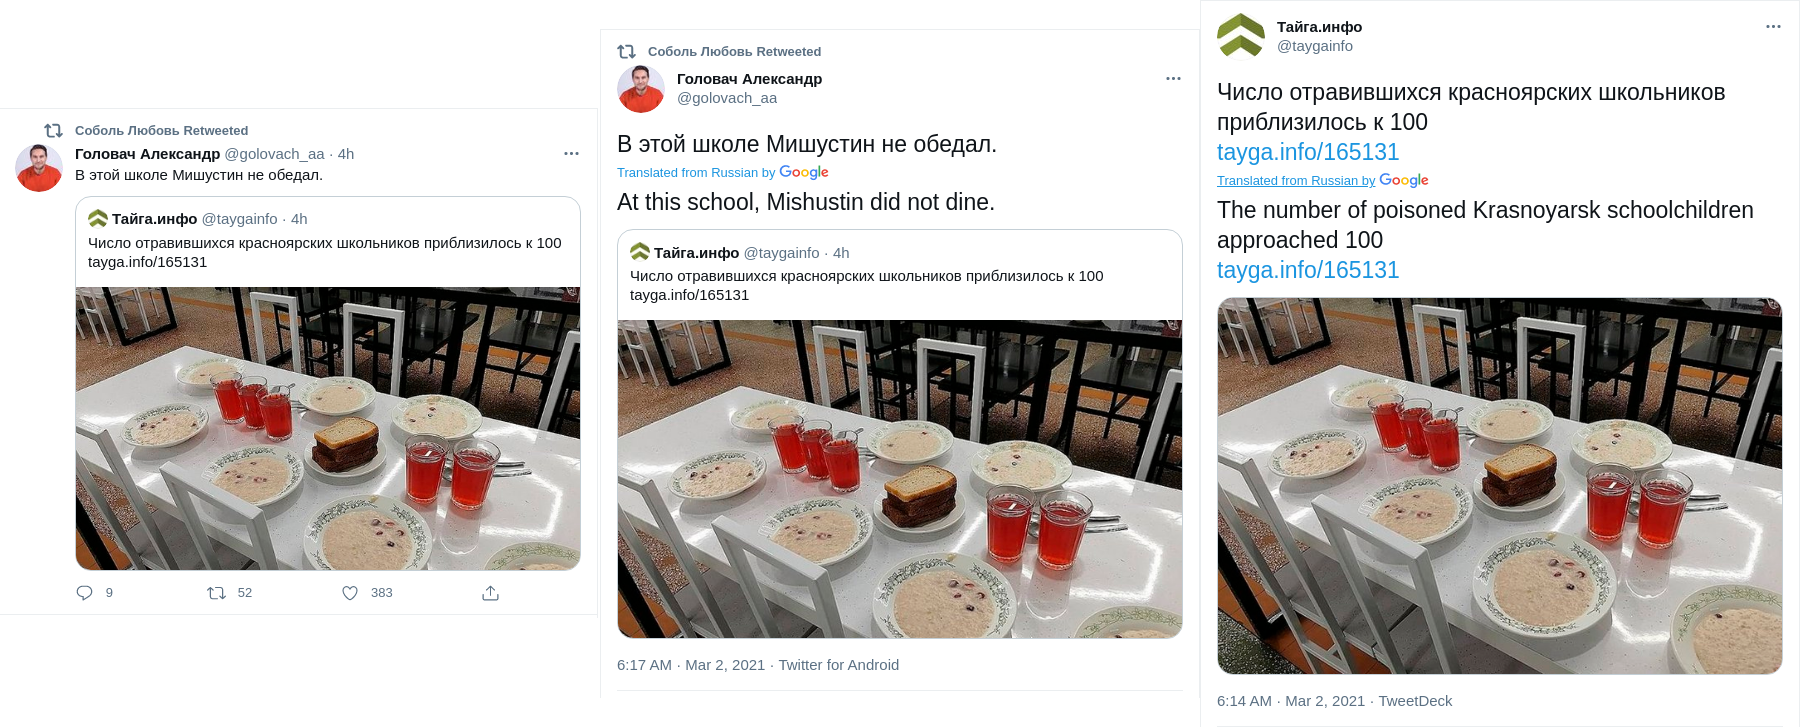 Соболь Любовь Retweeted
Головач Александр @golovach_aa · 4h
В этой школе Мишустин не обедал.
Тайга.инфо @taygainfo · 4h
Число отравившихся красноярских школьников приблизилось к 100
tayga.info/165131
9 52 383
Соболь Любовь Retweeted
Головач Александр
@golovach_aa
В этой школе Мишустин не обедал.
Translated from Russian by Google
At this school, Mishustin did not dine.
Тайга.инфо @taygainfo · 4h
Число отравившихся красноярских школьников приблизилось к 100
tayga.info/165131
6:17 AM · Mar 2, 2021 · Twitter for Android
Тайга.инфо
@taygainfo
Число отравившихся красноярских школьников
приблизилось к 100
tayga.info/165131
Translated from Russian by Google
The number of poisoned Krasnoyarsk schoolchildren
approached 100
tayga.info/165131
6:14 AM · Mar 2, 2021 · TweetDeck